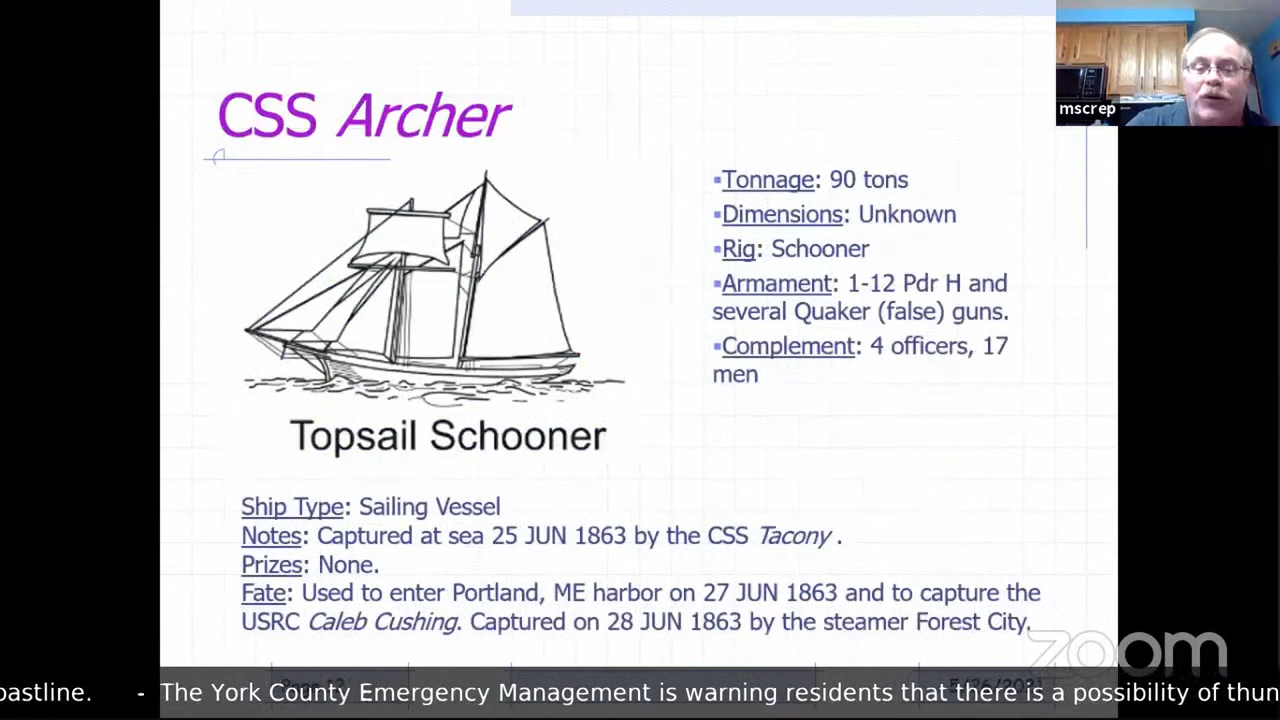 CSS Archer
mscrep
▪Tonnage: 90 tons
▪Dimensions: Unknown
▪Rig: Schooner
▪Armament: 1-12 Pdr H and
several Quaker (false) guns.
▪Complement: 4 officers, 17
men
Topsail Schooner
Ship Type: Sailing Vessel
Notes: Captured at sea 25 JUN 1863 by the CSS Tacony .
Prizes: None.
Fate: Used to enter Portland, ME harbor on 27 JUN 1863 and to capture the
USRC Caleb Cushing. Captured on 28 JUN 1863 by the steamer Forest City.
zoom
oastline. - The York County Emergency Management is warning residents that there is a possibility of thun